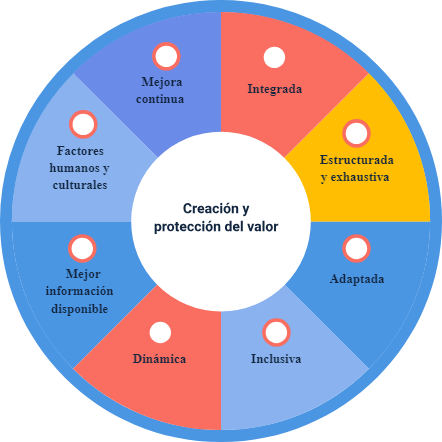 Mejora
continua
Integrada
Estructurada
y exhaustiva
Adaptada
Inclusiva
Dinámica
Mejor
información
disponible
Factores
humanos y
culturales
Creación y
protección del valor